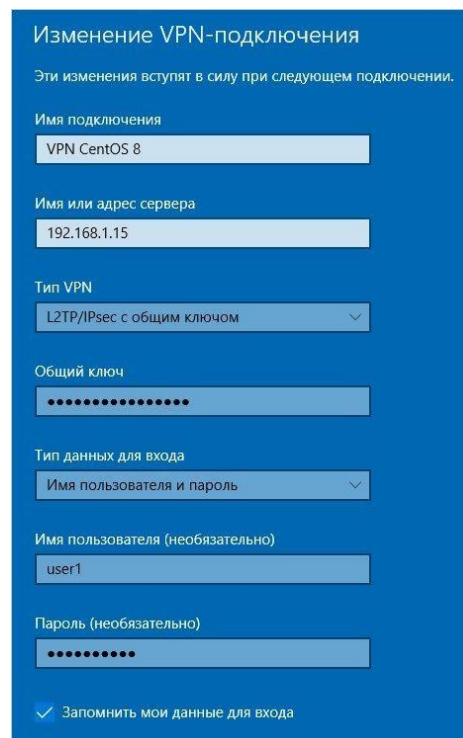 Изменение VPN-подключения
Эти изменения вступят в силу при следующем подключении.
Имя подключения
VPN CentOS 8
Имя или адрес сервера
192.168.1.15
Тип VPN
L2TP/IPsec с общим ключом
Общий ключ
••••••••••••••••
Тип данных для входа
Имя пользователя и пароль
Имя пользователя (необязательно)
user1
Пароль (необязательно)
••••••••••
Запомнить мои данные для входа